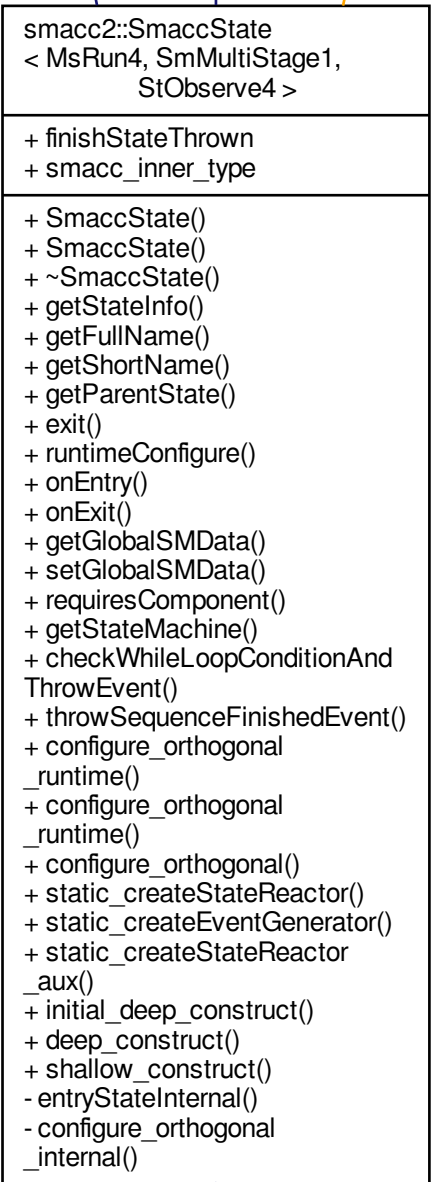 smacc2::SmaccState
< MsRun4, SmMultiStage1,
StObserve4 >
+ finishStateThrown
+ smacc_inner_type
+ SmaccState()
+ SmaccState()
+ ~SmaccState()
+ getStateInfo()
+ getFullName()
+ getShortName()
+ getParentState()
+ exit()
+ runtimeConfigure()
+ onEntry()
+ onExit()
+ getGlobalSMData()
+ setGlobalSMData()
+ requiresComponent()
+ getStateMachine()
+ checkWhileLoopConditionAnd
ThrowEvent()
+ throwSequenceFinishedEvent()
+ configure_orthogonal
_runtime()
+ configure_orthogonal
_runtime()
+ configure_orthogonal()
+ static_createStateReactor()
+ static_createEventGenerator()
+ static_createStateReactor
_aux()
+ initial_deep_construct()
+ deep_construct()
+ shallow_construct()
- entryStateInternal()
- configure_orthogonal
_internal()